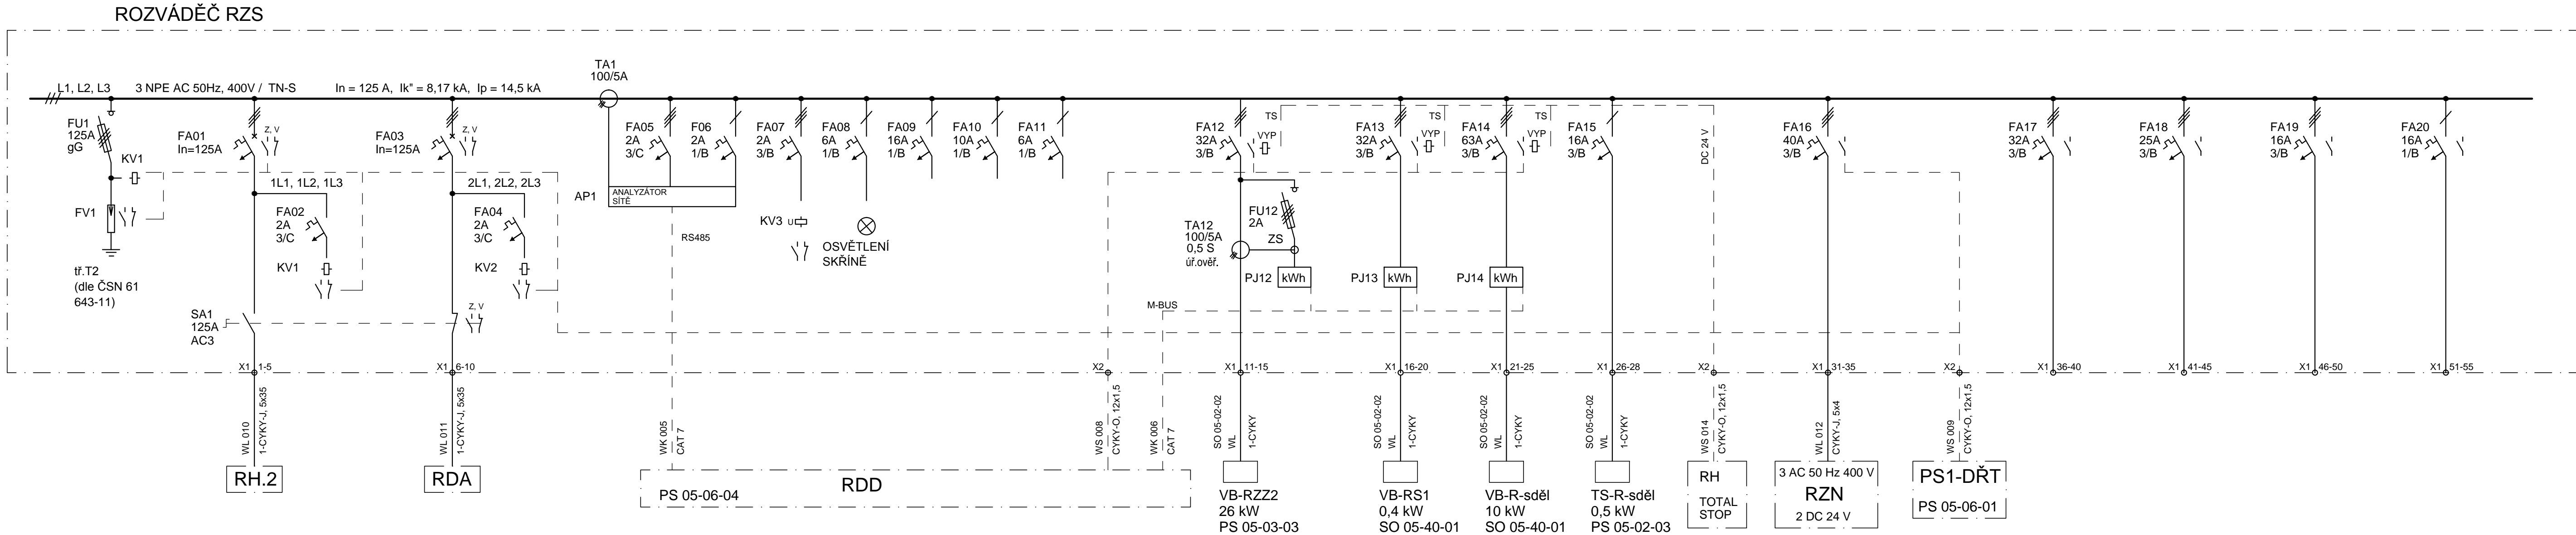 ROZVÁDĚČ RZS
L1, L2, L3
3 NPE AC 50Hz, 400V / TN-S
In = 125 A, Ik" = 8,17 kA, Ip = 14,5 kA
TA1
100/5A
FU1
125A
gG
KV1
FV1
tř.T2
(dle ČSN 61
643-11)
FA01
In=125A
Z, V
1L1, 1L2, 1L3
FA02
2A
3/C
KV1
SA1
125A
AC3
FA03
In=125A
Z, V
2L1, 2L2, 2L3
FA04
2A
3/C
KV2
Z, V
AP1
ANALYZÁTOR
SÍTĚ
RS485
FA05
2A
3/C
F06
2A
1/B
FA07
2A
3/B
KV3 U
FA08
6A
1/B
OSVĚTLENÍ
SKŘÍNĚ
FA09
16A
1/B
FA10
10A
1/B
FA11
6A
1/B
FA12
32A
3/B
TS
VYP
TA12
100/5A
0,5 S
úř.ověř.
FU12
2A
ZS
PJ12
kWh
M-BUS
FA13
32A
3/B
TS
VYP
PJ13
kWh
FA14
63A
3/B
TS
VYP
PJ14
kWh
FA15
16A
3/B
DC 24 V
FA16
40A
3/B
FA17
32A
3/B
FA18
25A
3/B
FA19
16A
3/B
FA20
16A
1/B
X1 1-5
X1 6-10
X2
X1 11-15
X1 16-20
X1 21-25
X1 26-28
X2
X1 31-35
X2
X1 36-40
X1 41-45
X1 46-50
X1 51-55
WL 010
1-CYKY-J, 5x35
WL 011
1-CYKY-J, 5x35
WK 005
CAT 7
WS 008
CYKY-O, 12x1,5
WK 006
CAT 7
SO 05-02-02
WL
1-CYKY
SO 05-02-02
WL
1-CYKY
SO 05-02-02
WL
1-CYKY
SO 05-02-02
WL
1-CYKY
WS 014
CYKY-O, 12x1,5
WL 012
CYKY-J, 5x4
WS 009
CYKY-O, 12x1,5
RH.2
RDA
PS 05-06-04
RDD
VB-RZZ2
26 kW
PS 05-03-03
VB-RS1
0,4 kW
SO 05-40-01
VB-R-sděl
10 kW
SO 05-40-01
TS-R-sděl
0,5 kW
PS 05-02-03
RH
TOTAL
STOP
3 AC 50 Hz 400 V
RZN
2 DC 24 V
PS1-DŘT
PS 05-06-01